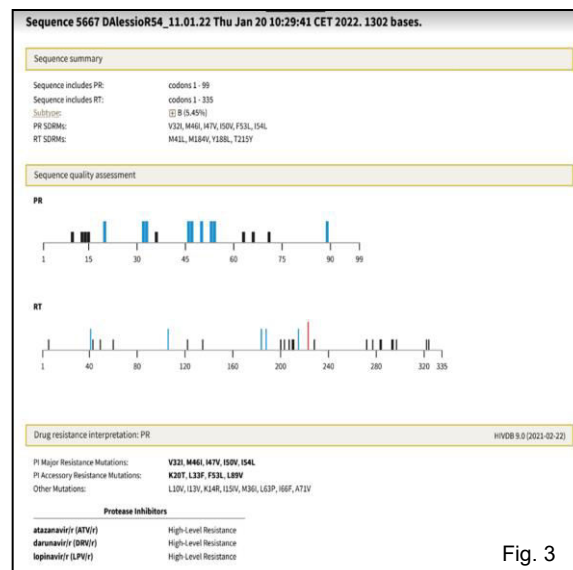 Sequence 5667 DAlessioR54_11.01.22 Thu Jan 20 10:29:41 CET 2022. 1302 bases.
Sequence summary
Sequence includes PR: codons 1 - 99
Sequence includes RT: codons 1 - 335
Subtype: B (5.45%)
PR SDRMs: V32I, M46I, I47V, I50V, F53L, I54L
RT SDRMs: M41L, M184V, Y188L, T215Y
Sequence quality assessment
PR
1 15 30 45 60 75 90 99
RT
1 40 80 120 160 200 240 280 320 335
Drug resistance interpretation: PR HIVDB 9.0 (2021-02-22)
PI Major Resistance Mutations: V32I, M46I, I47V, I50V, I54L
PI Accessory Resistance Mutations: K20T, L33F, F53L, L89V
Other Mutations: L10V, I13V, K14R, I15IV, M36I, L63P, I66F, A71V
Protease Inhibitors
atazanavir/r (ATV/r) High-Level Resistance
darunavir/r (DRV/r) High-Level Resistance
lopinavir/r (LPV/r) High-Level Resistance
Fig. 3